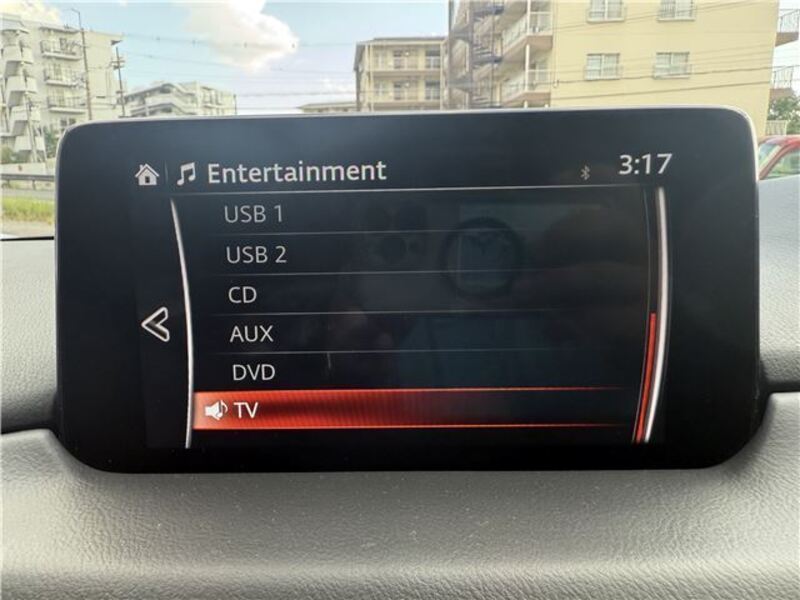 Entertainment
3:17
USB 1
USB 2
CD
AUX
DVD
TV